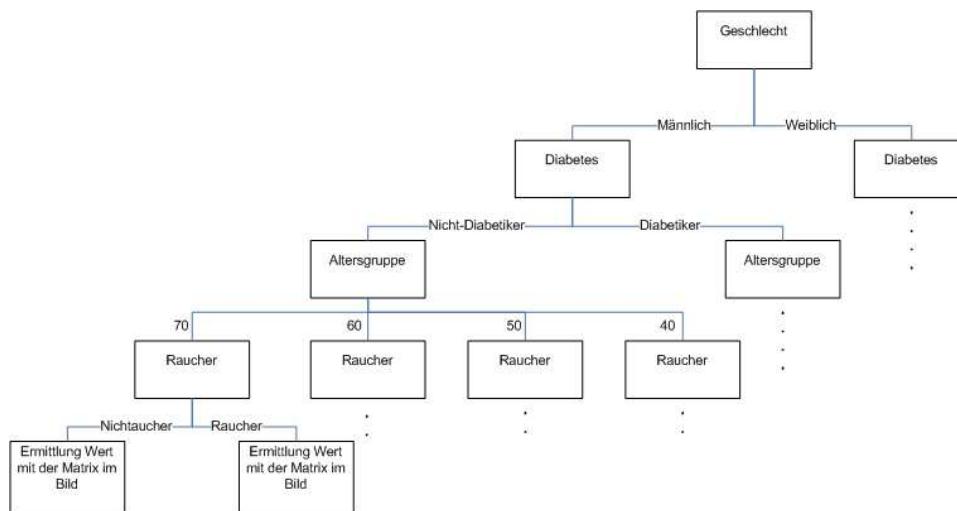 Geschlecht
Männlich
Weiblich
Diabetes
Diabetes
Nicht-Diabetiker
Diabetiker
Altersgruppe
Altersgruppe
70
60
50
40
Raucher
Raucher
Raucher
Raucher
Nichtaucher
Raucher
Ermittlung Wert
mit der Matrix im
Bild
Ermittlung Wert
mit der Matrix im
Bild